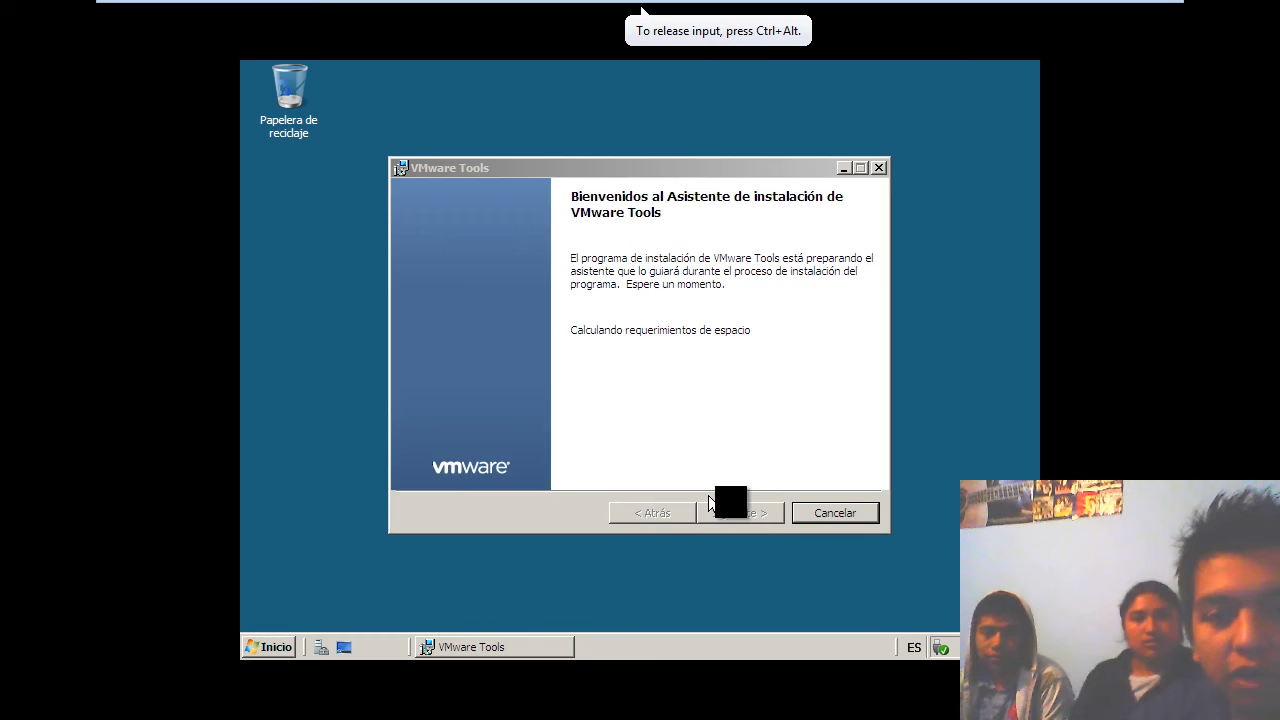 To release input, press Ctrl+Alt.
Papelera de
reciclaje
VMware Tools
Bienvenidos al Asistente de instalación de
VMware Tools
El programa de instalación de VMware Tools está preparando el
asistente que lo guiará durante el proceso de instalación del
programa. Espere un momento.
Calculando requerimientos de espacio
vmware
< Atrás
>
Cancelar
Inicio
VMware Tools
ES